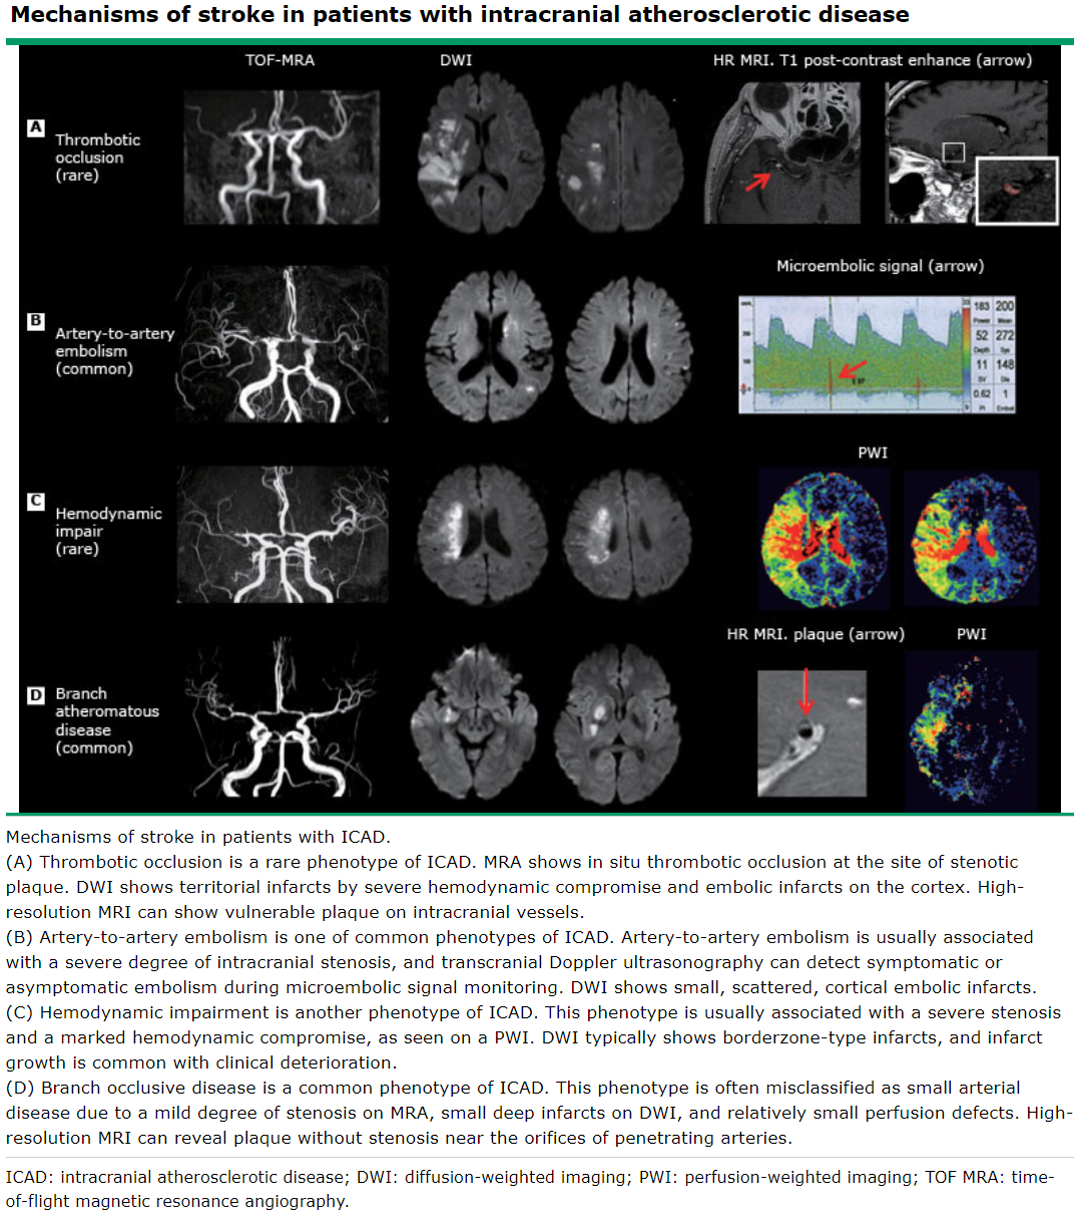 Mechanisms of stroke in patients with intracranial atherosclerotic disease
TOF-MRA
DWI
HR MRI. T1 post-contrast enhance (arrow)
A
Thrombotic
occlusion
(rare)
Microembolic signal (arrow)
B
Artery-to-artery
embolism
(common)
183 200
Power Mean
52 272
Depth Sys
11 148
SV Dia
0.62 1
PI Emboli
PWI
C
Hemodynamic
impair
(rare)
HR MRI. plaque (arrow)
PWI
D
Branch
atheromatous
disease
(common)
Mechanisms of stroke in patients with ICAD.
(A) Thrombotic occlusion is a rare phenotype of ICAD. MRA shows in situ thrombotic occlusion at the site of stenotic
plaque. DWI shows territorial infarcts by severe hemodynamic compromise and embolic infarcts on the cortex. High-
resolution MRI can show vulnerable plaque on intracranial vessels.
(B) Artery-to-artery embolism is one of common phenotypes of ICAD. Artery-to-artery embolism is usually associated
with a severe degree of intracranial stenosis, and transcranial Doppler ultrasonography can detect symptomatic or
asymptomatic embolism during microembolic signal monitoring. DWI shows small, scattered, cortical embolic infarcts.
(C) Hemodynamic impairment is another phenotype of ICAD. This phenotype is usually associated with a severe stenosis
and a marked hemodynamic compromise, as seen on a PWI. DWI typically shows borderzone-type infarcts, and infarct
growth is common with clinical deterioration.
(D) Branch occlusive disease is a common phenotype of ICAD. This phenotype is often misclassified as small arterial
disease due to a mild degree of stenosis on MRA, small deep infarcts on DWI, and relatively small perfusion defects. High-
resolution MRI can reveal plaque without stenosis near the orifices of penetrating arteries.
ICAD: intracranial atherosclerotic disease; DWI: diffusion-weighted imaging; PWI: perfusion-weighted imaging; TOF MRA: time-
of-flight magnetic resonance angiography.